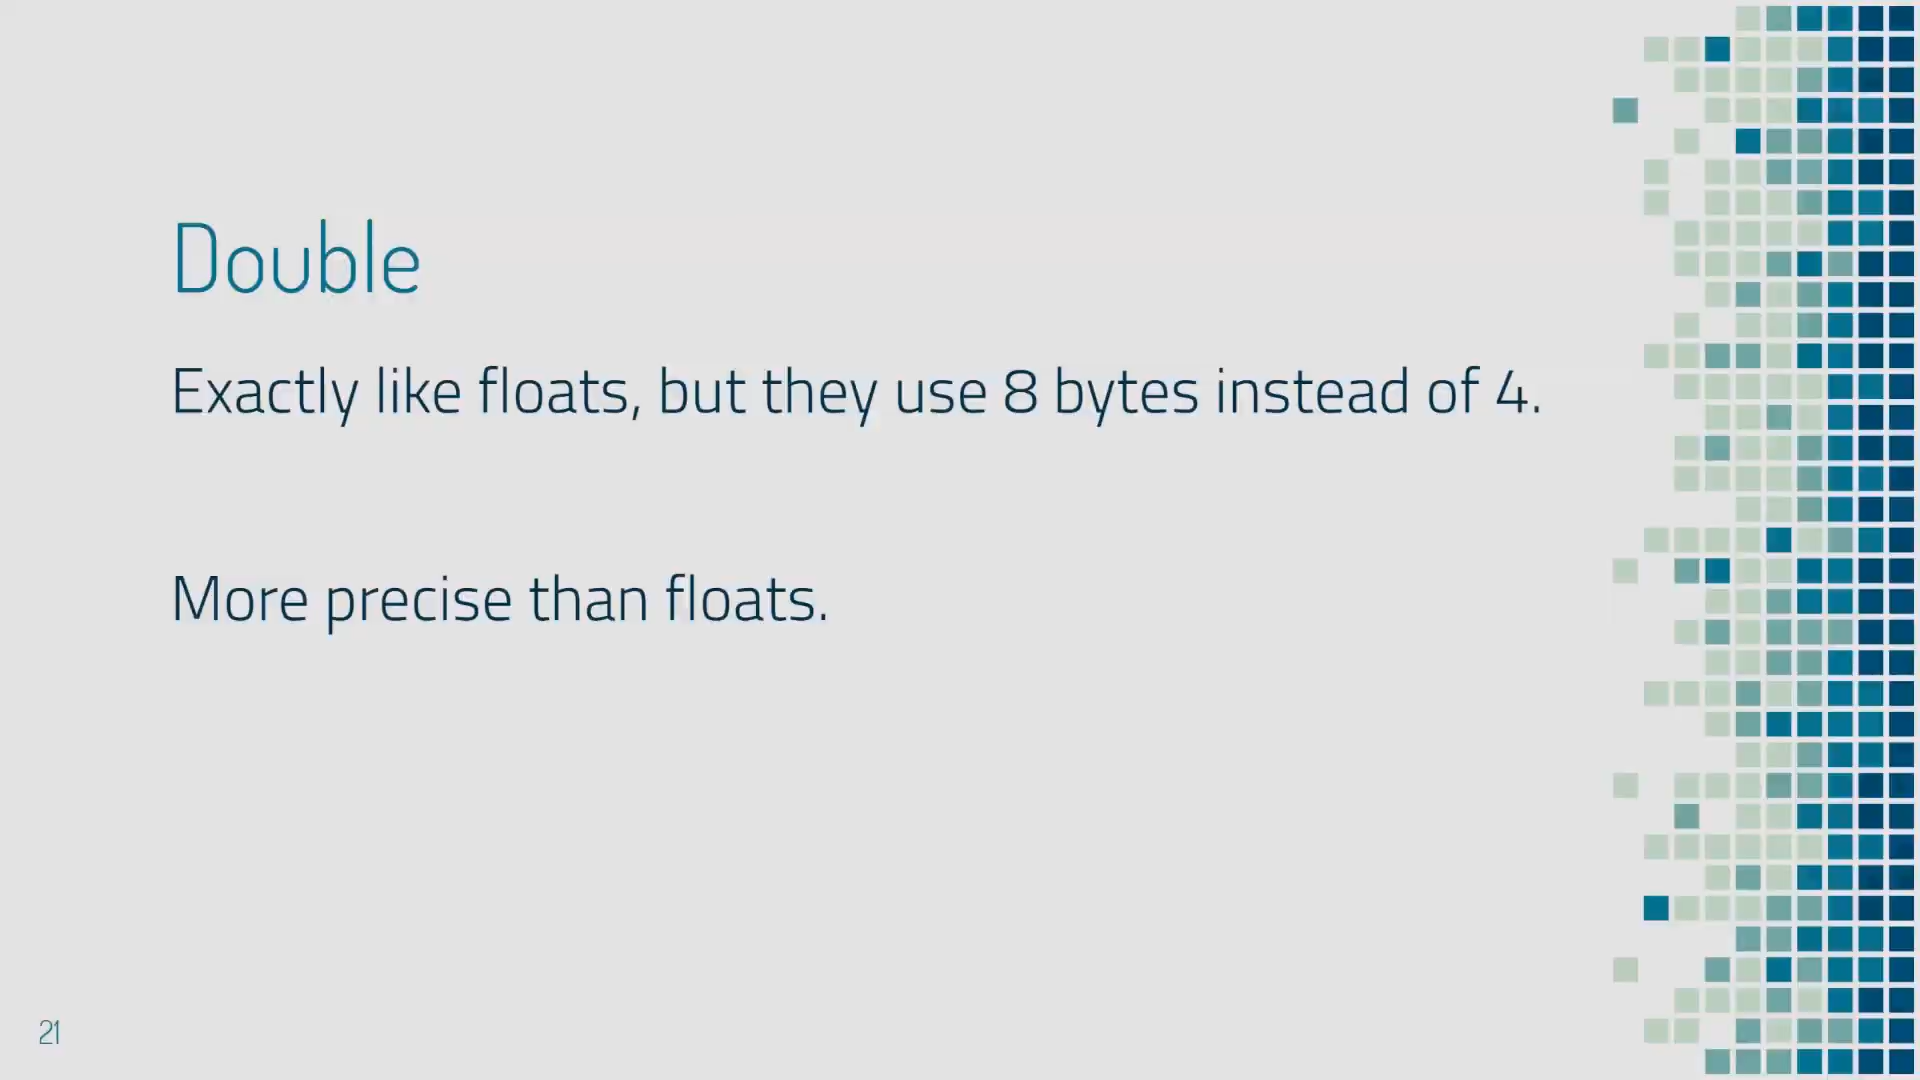 Double
Exactly like floats, but they use 8 bytes instead of 4.
More precise than floats.
21